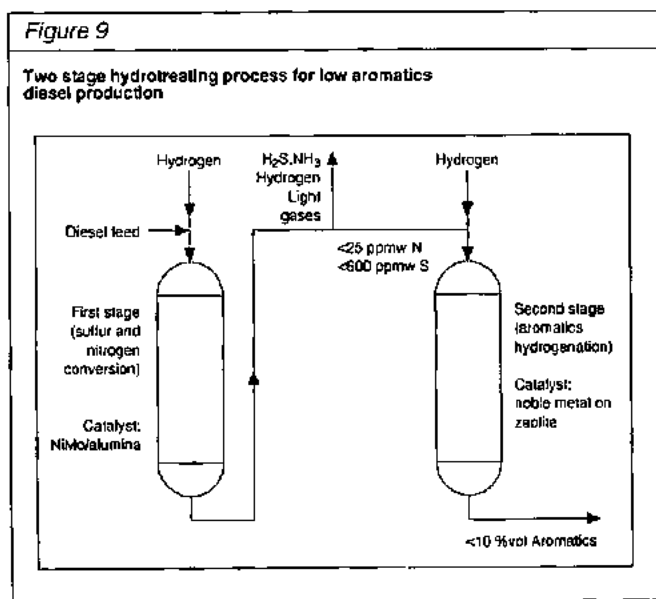 Figure 9
Two stage hydrotreating process for low aromatics
diesel production
Hydrogen
H₂S.NH₃
Hydrogen
Light
gases
Hydrogen
Diesel feed
<25 ppmw N
<600 ppmw S
First stage
(sulfur and
nitrogen
conversion)
Catalyst:
NiMo/alumina
Second stage
(aromatics
hydrogenation)
Catalyst:
noble metal on
zeolite
<10 %vol Aromatics